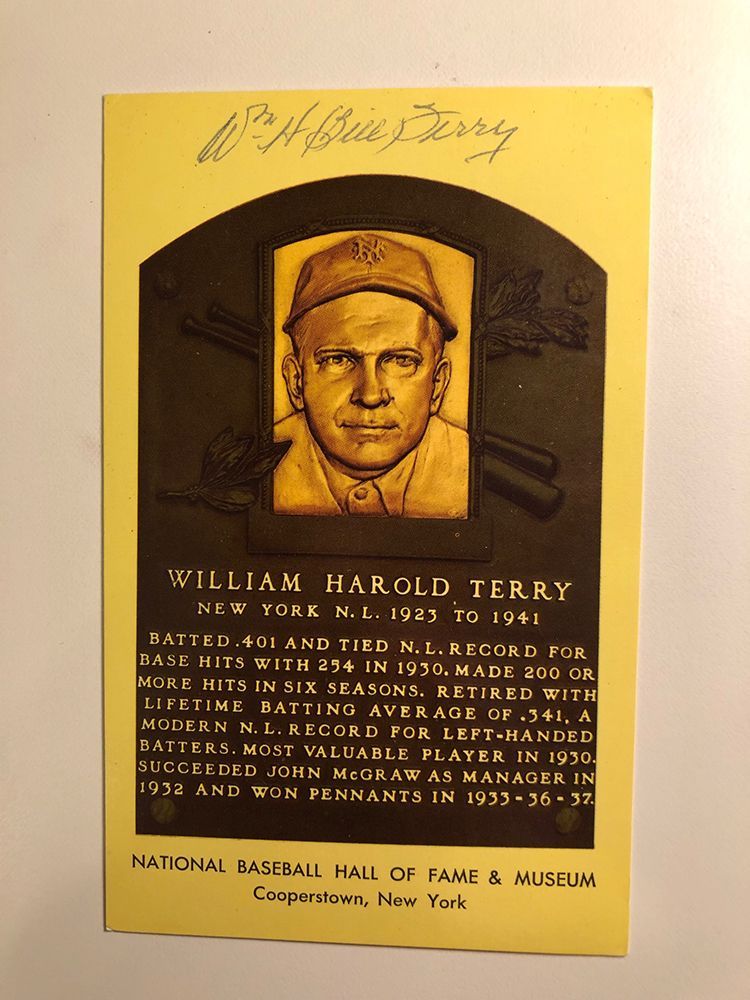 Wm H Bill Terry
NY
WILLIAM HAROLD TERRY
NEW YORK N.L. 1923 TO 1941
BATTED .401 AND TIED N.L. RECORD FOR
BASE HITS WITH 254 IN 1930. MADE 200 OR
MORE HITS IN SIX SEASONS. RETIRED WITH
LIFETIME BATTING AVERAGE OF .341, A
MODERN N.L. RECORD FOR LEFT-HANDED
BATTERS. MOST VALUABLE PLAYER IN 1930.
SUCCEEDED JOHN McGRAW AS MANAGER IN
1932 AND WON PENNANTS IN 1933-36-37.
NATIONAL BASEBALL HALL OF FAME & MUSEUM
Cooperstown, New York